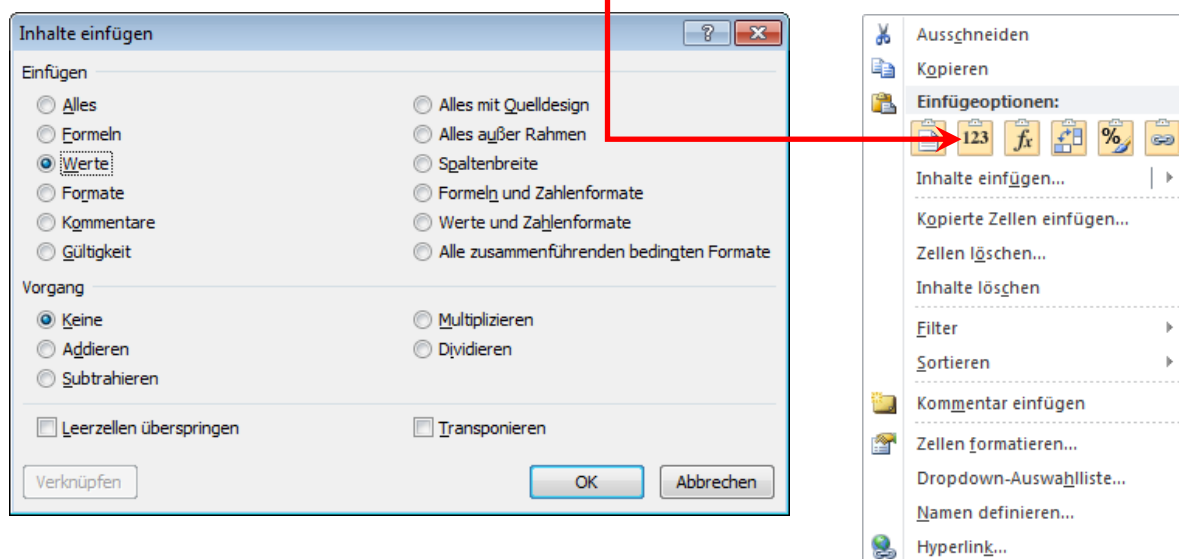 Inhalte einfügen
Einfügen
Alles
Formeln
Werte
Formate
Kommentare
Gültigkeit
Alles mit Quelldesign
Alles außer Rahmen
Spaltenbreite
Formeln und Zahlenformate
Werte und Zahlenformate
Alle zusammenführenden bedingten Formate
Vorgang
Keine
Addieren
Subtrahieren
Multiplizieren
Dividieren
Leerzellen überspringen
Transponieren
Verknüpfen
OK
Abbrechen
Ausschneiden
Kopieren
Einfügeoptionen:
123 fx %
Inhalte einfügen...
Kopierte Zellen einfügen...
Zellen löschen...
Inhalte löschen
Filter
Sortieren
Kommentar einfügen
Zellen formatieren...
Dropdown-Auswahlliste...
Namen definieren...
Hyperlink...